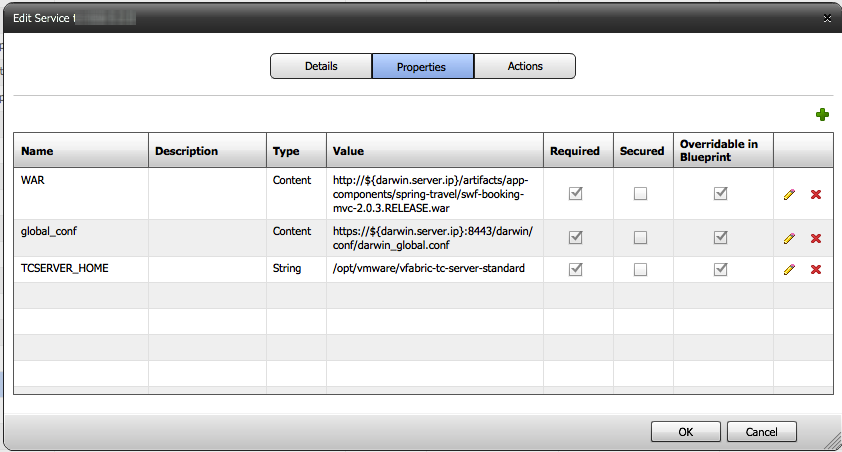 Edit Service
Details
Properties
Actions
Name
Description
Type
Value
Required
Secured
Overridable in
Blueprint
WAR
Content
http://${darwin.server.ip}/artifacts/app-
components/spring-travel/swf-booking-
mvc-2.0.3.RELEASE.war
global_conf
Content
https://${darwin.server.ip}:8443/darwin/
conf/darwin_global.conf
TCSERVER_HOME
String
/opt/vmware/vfabric-tc-server-standard
OK
Cancel